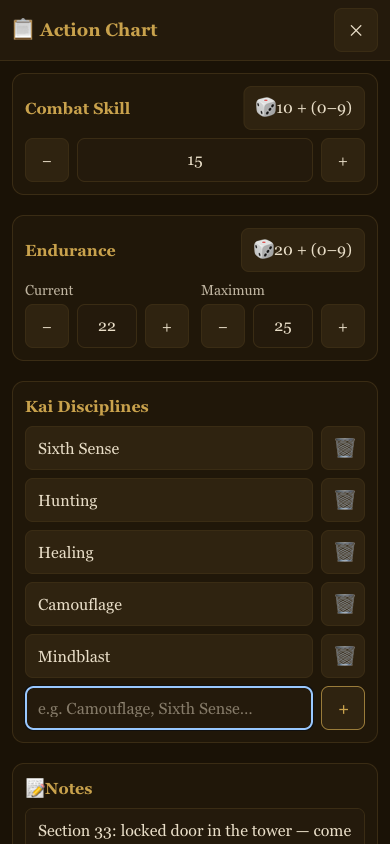 📋 Action Chart
×
Combat Skill
🎲10 + (0–9)
– 15 +
Endurance
🎲20 + (0–9)
Current Maximum
– 22 + – 25 +
Kai Disciplines
Sixth Sense
Hunting
Healing
Camouflage
Mindblast
e.g. Camouflage, Sixth Sense...
+
📝Notes
Section 33: locked door in the tower — come